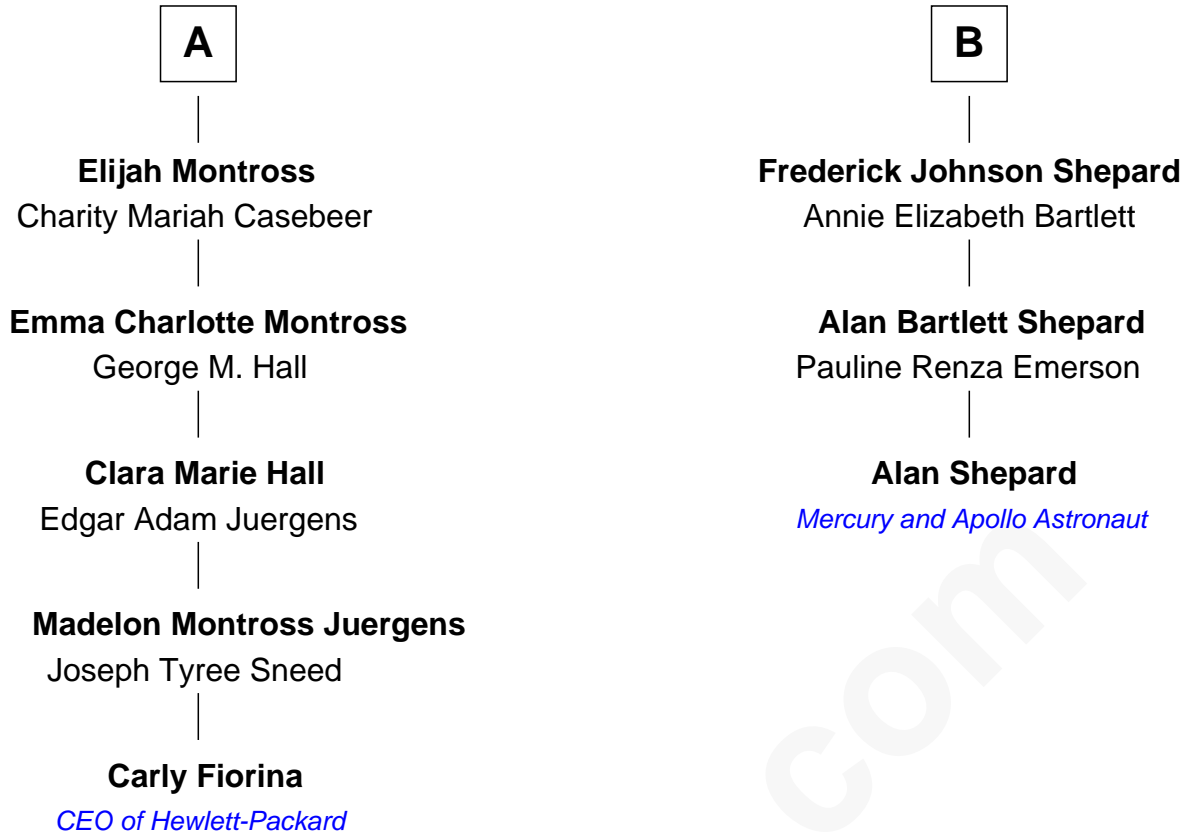 A
Elijah Montross
Charity Mariah Casebeer
Emma Charlotte Montross
George M. Hall
Clara Marie Hall
Edgar Adam Juergens
Madelon Montross Juergens
Joseph Tyree Sneed
Carly Fiorina
CEO of Hewlett-Packard
B
Frederick Johnson Shepard
Annie Elizabeth Bartlett
Alan Bartlett Shepard
Pauline Renza Emerson
Alan Shepard
Mercury and Apollo Astronaut
com